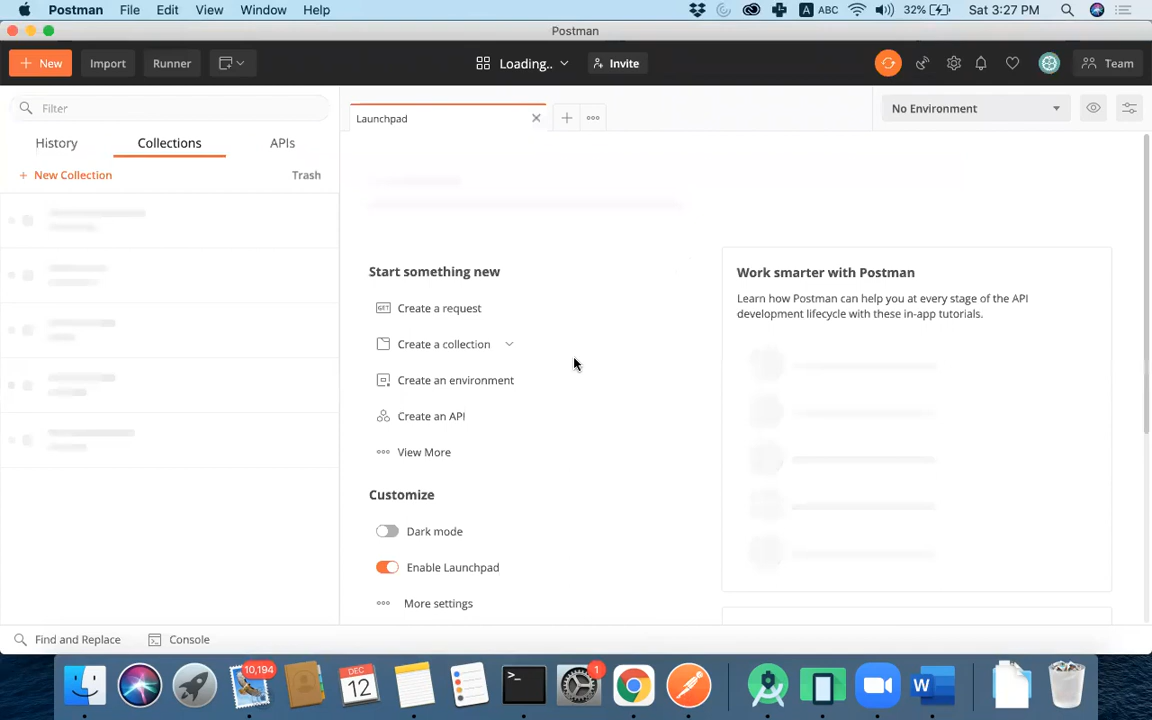 Postman File Edit View Window Help A ABC 32% Sat 3:27 PM
Postman
+ New Import Runner Loading.. Invite Team
Filter
History Collections APIs
+ New Collection Trash
Launchpad
No Environment
Start something new
GET Create a request
Create a collection
Create an environment
Create an API
View More
Customize
Dark mode
Enable Launchpad
More settings
Work smarter with Postman
Learn how Postman can help you at every stage of the API
development lifecycle with these in-app tutorials.
Find and Replace Console
10,194
DEC
12
>_
1
W